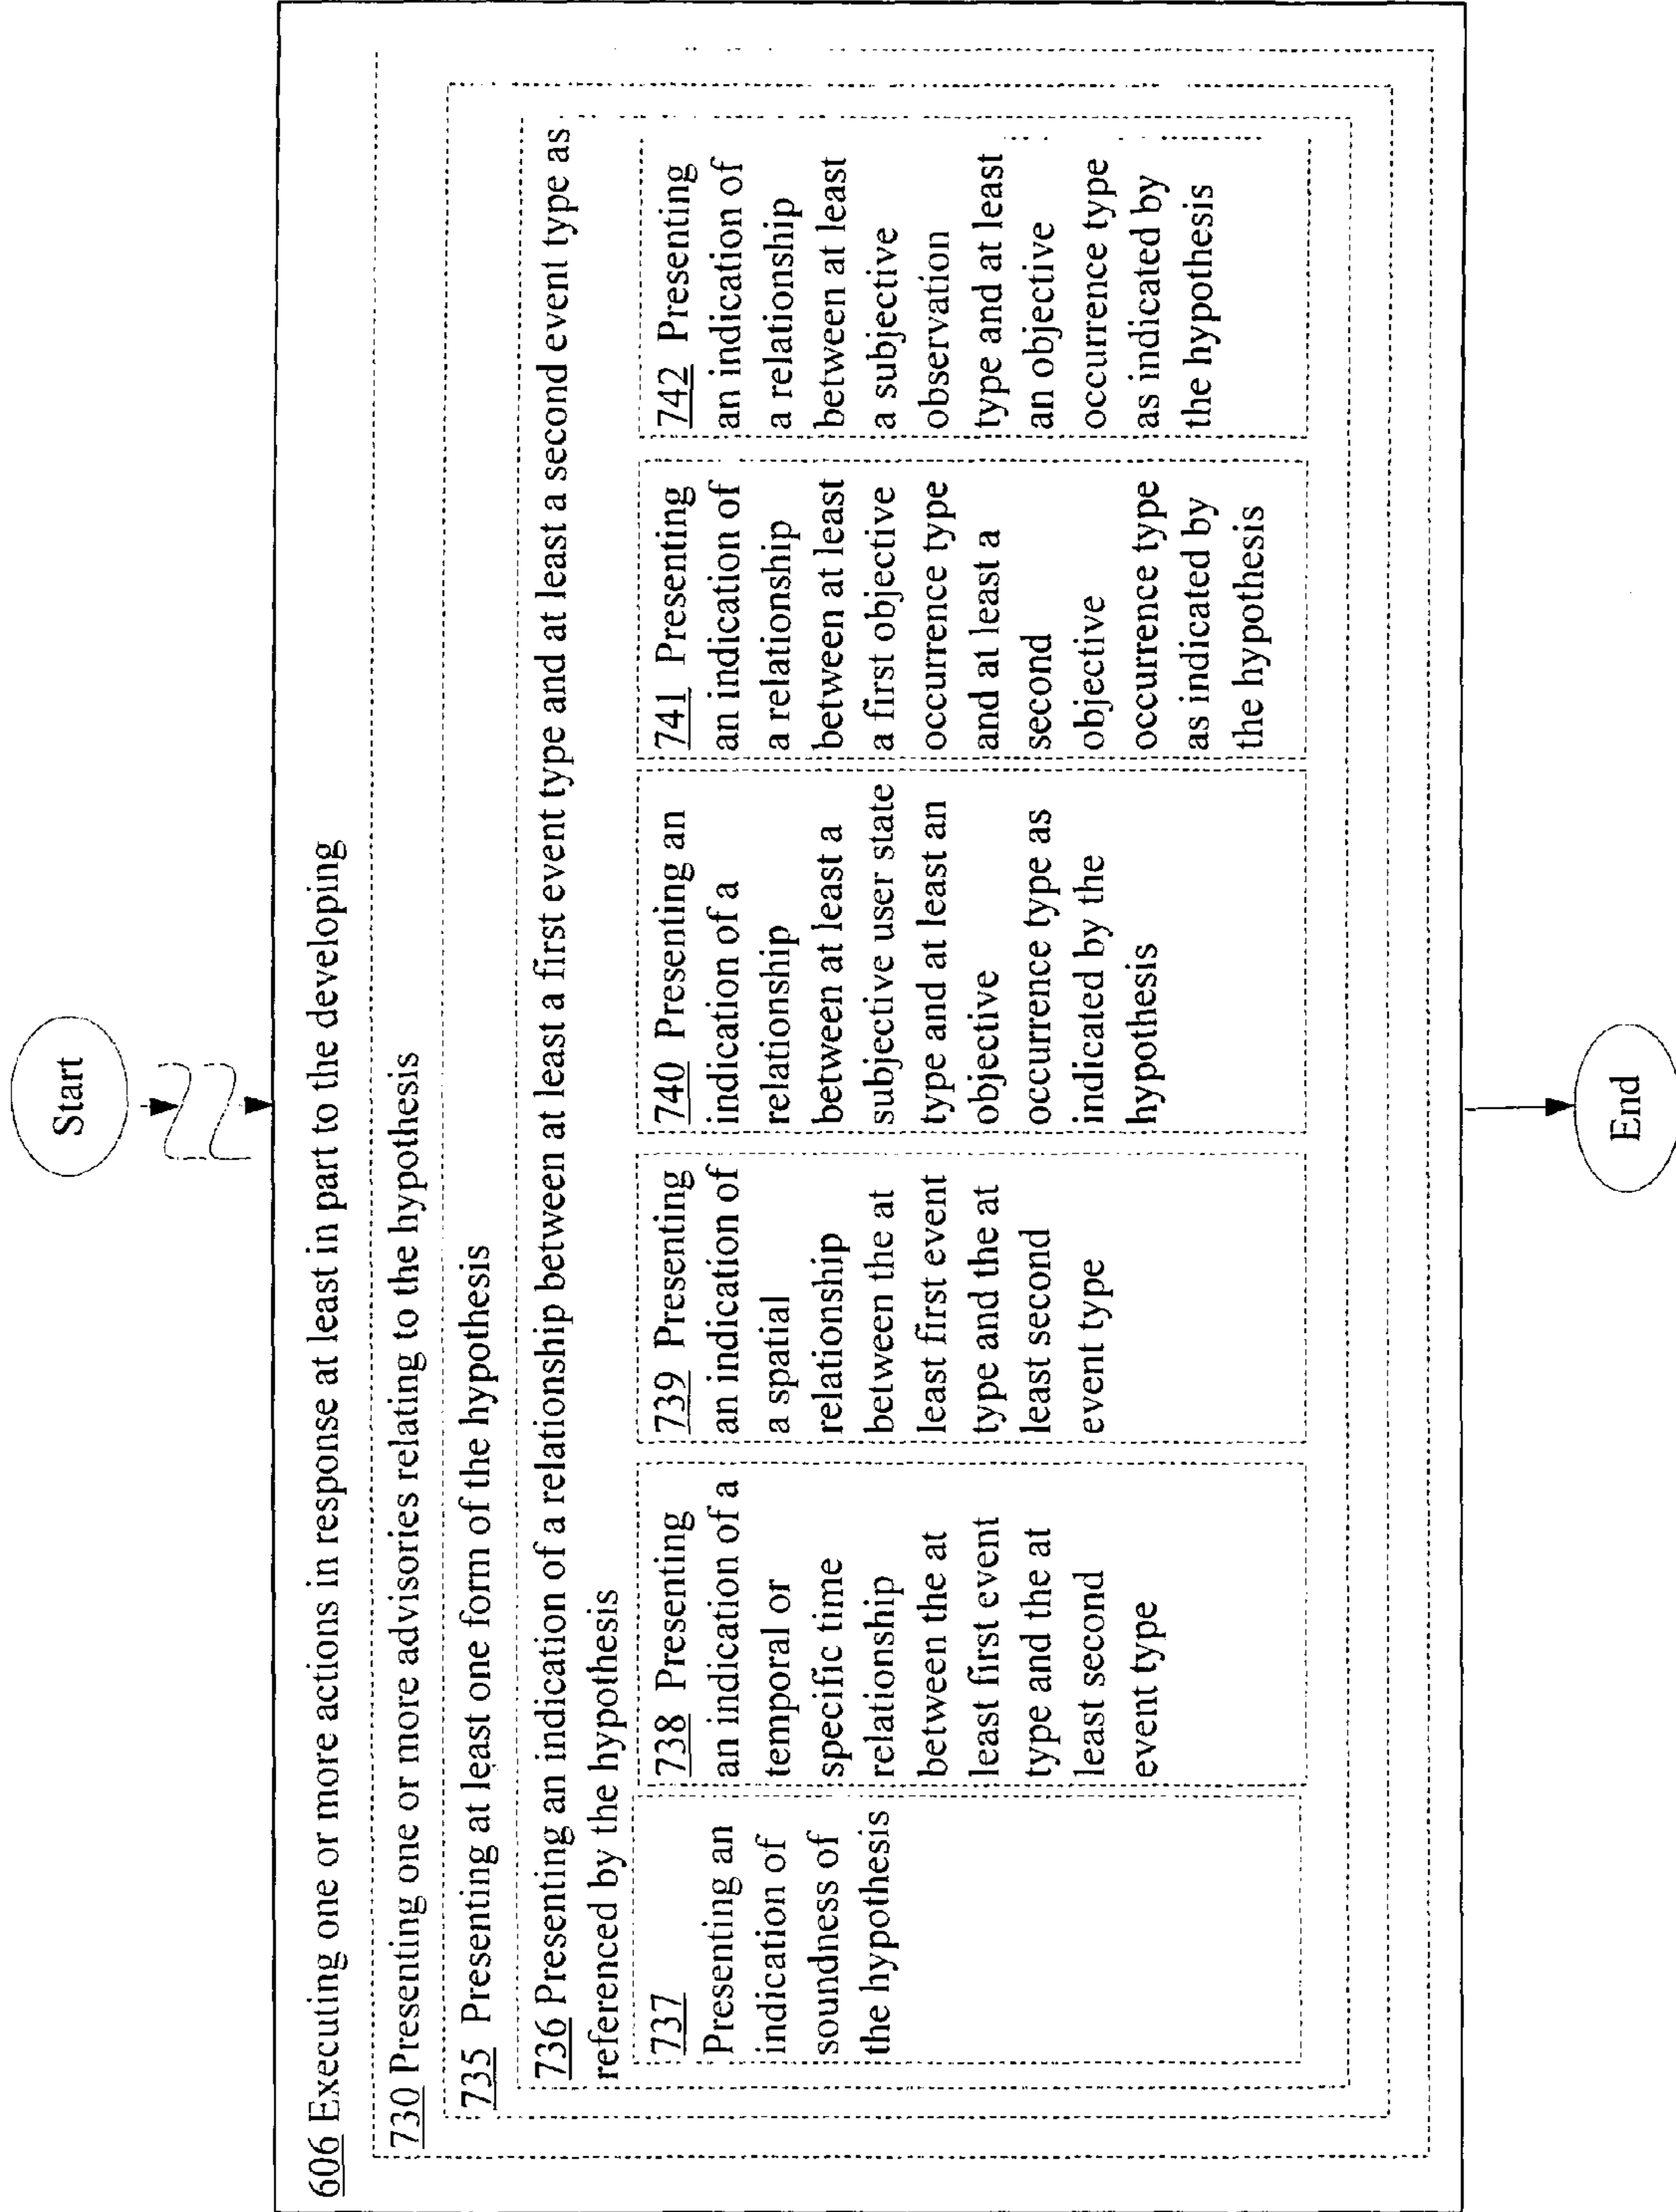 Start
606 Executing one or more actions in response at least in part to the developing
730 Presenting one or more advisories relating to the hypothesis
735 Presenting at least one form of the hypothesis
736 Presenting an indication of a relationship between at least a first event type and at least a second event type as
referenced by the hypothesis
737
Presenting an
indication of
soundness of
the hypothesis
738 Presenting
an indication of a
temporal or
specific time
relationship
between the at
least first event
type and the at
least second
event type
739 Presenting
an indication of
a spatial
relationship
between the at
least first event
type and the at
least second
event type
740 Presenting an
indication of a
relationship
between at least a
subjective user state
type and at least an
objective
occurrence type as
indicated by the
hypothesis
741 Presenting
an indication of
a relationship
between at least
a first objective
occurrence type
and at least a
second
objective
occurrence type
as indicated by
the hypothesis
742 Presenting
an indication of
a relationship
between at least
a subjective
observation
type and at least
an objective
occurrence type
as indicated by
the hypothesis
End